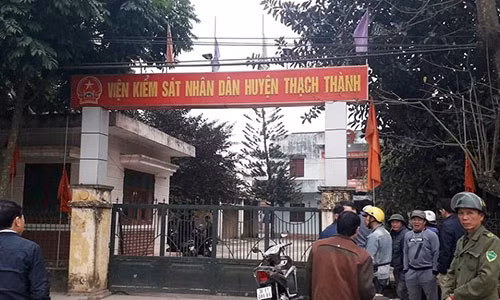 VIỆN KIỂM SÁT NHÂN DÂN HUYỆN THẠCH THÀNH